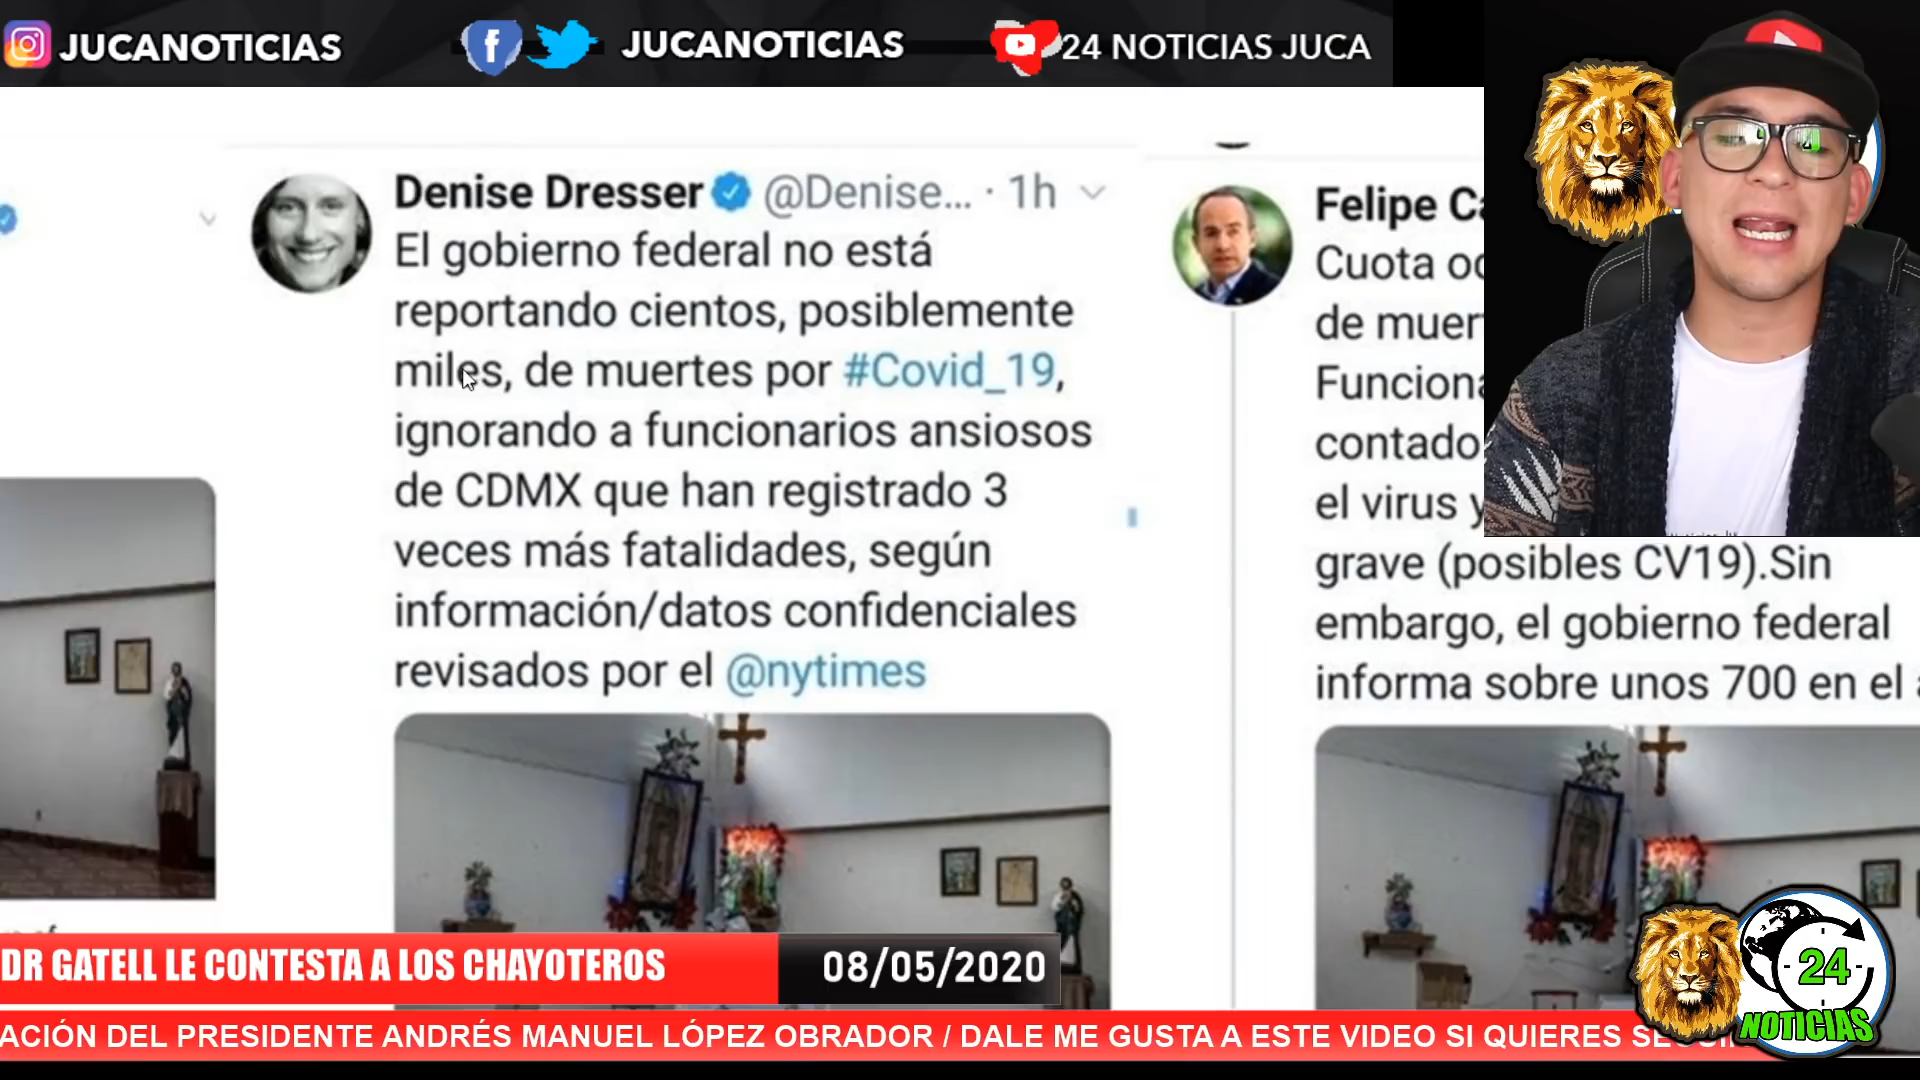 JUCANOTICIAS
JUCANOTICIAS
24 NOTICIAS JUCA
Denise Dresser @Denise... · 1h
El gobierno federal no está
reportando cientos, posiblemente
miles, de muertes por #Covid_19,
ignorando a funcionarios ansiosos
de CDMX que han registrado 3
veces más fatalidades, según
información/datos confidenciales
revisados por el @nytimes
Felipe
Cuota
de
contado
el virus y
grave (posibles CV19).Sin
embargo, el gobierno federal
informa sobre unos 700 en el
DR GATELL LE CONTESTA A LOS CHAYOTEROS
08/05/2020
ACIÓN DEL PRESIDENTE ANDRÉS MANUEL LÓPEZ OBRADOR / DALE ME GUSTA A ESTE VIDEO SI QUIERES
24
NOTICIAS